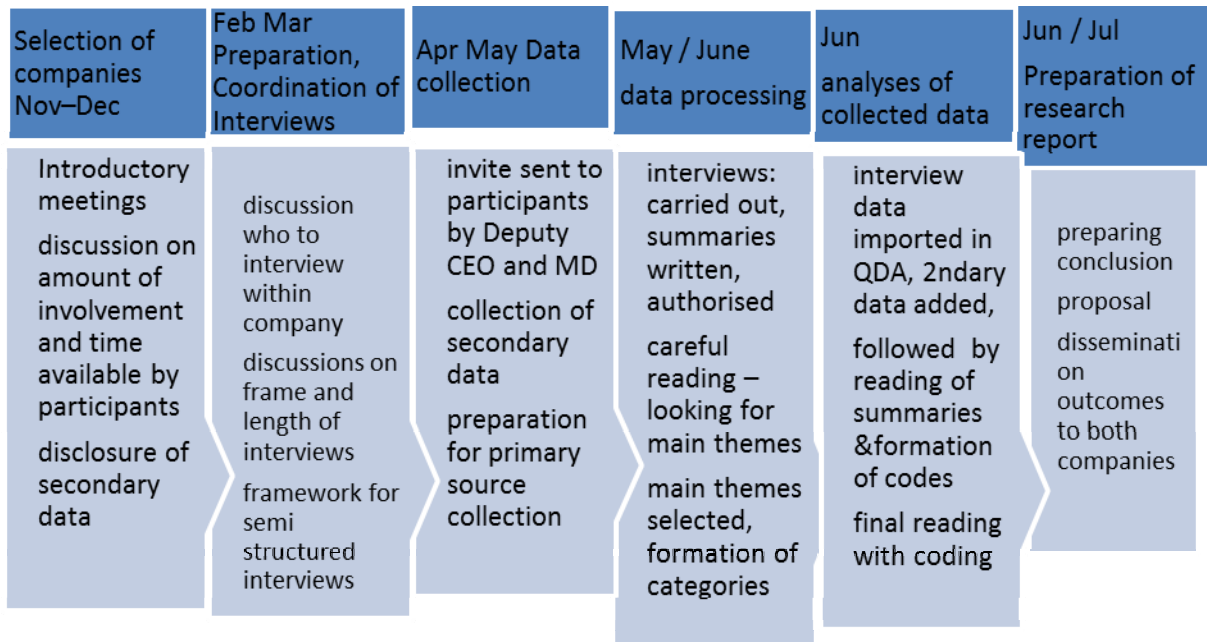 Selection of
companies
Nov–Dec
Introductory
meetings
discussion on
amount of
involvement
and time
available by
participants
disclosure of
secondary
data
Feb Mar
Preparation,
Coordination of
Interviews
discussion
who to
interview
within
company
discussions on
frame and
length of
interviews
framework for
semi
structured
interviews
Apr May Data
collection
invite sent to
participants
by Deputy
CEO and MD
collection of
secondary
data
preparation
for primary
source
collection
May / June
data processing
interviews:
carried out,
summaries
written,
authorised
careful
reading –
looking for
main themes
main themes
selected,
formation of
categories
Jun
analyses of
collected data
interview
data
imported in
QDA, 2ndary
data added,
followed by
reading of
summaries
&formation
of codes
final reading
with coding
Jun / Jul
Preparation of
research
report
preparing
conclusion
proposal
disseminati
on
outcomes
to both
companies